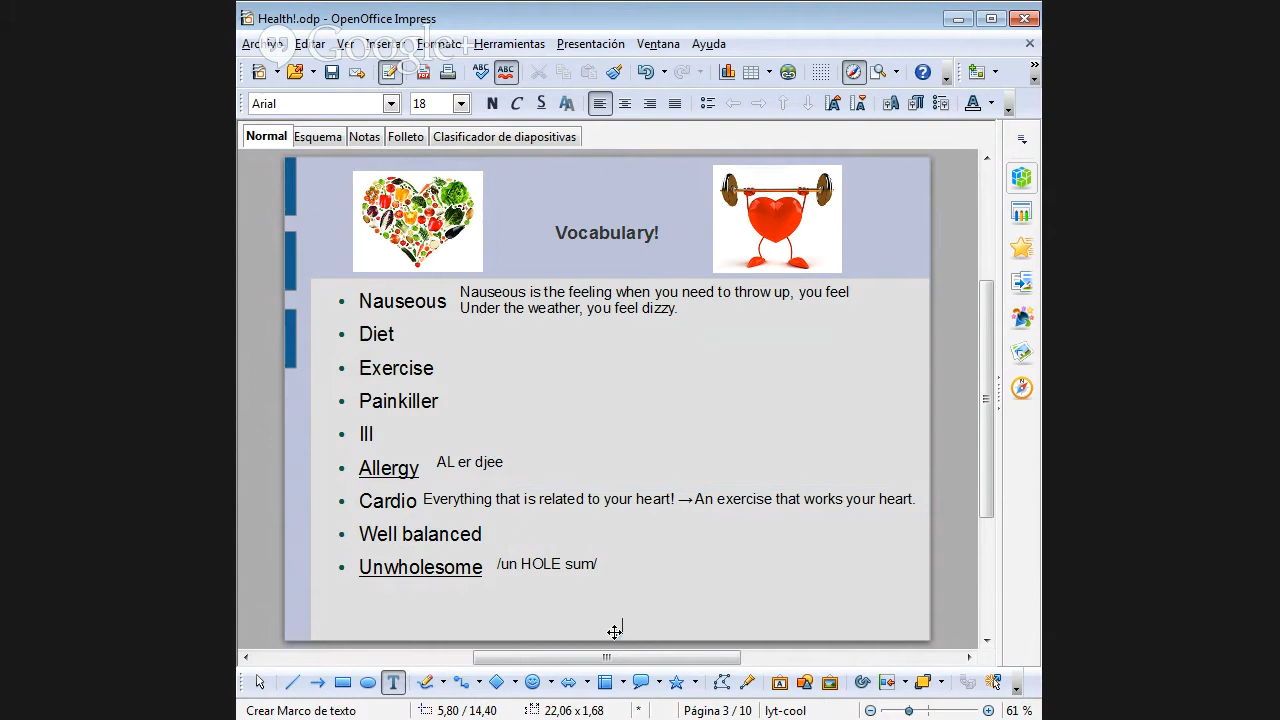 Health!.odp - OpenOffice Impress
Google+
Archivo Editar Ver Insertar Formato Herramientas Presentación Ventana Ayuda
Arial 18 N C S A
Normal Esquema Notas Folleto Clasificador de diapositivas
Vocabulary!
• Nauseous Nauseous is the feeling when you need to throw up, you feel
Under the weather, you feel dizzy.
• Diet
• Exercise
• Painkiller
• Ill
• Allergy AL er djee
• Cardio Everything that is related to your heart! →An exercise that works your heart.
• Well balanced
• Unwholesome /un HOLE sum/
Crear Marco de texto 5,80 / 14,40 22,06 x 1,68 * Página 3 / 10 lyt-cool 61 %